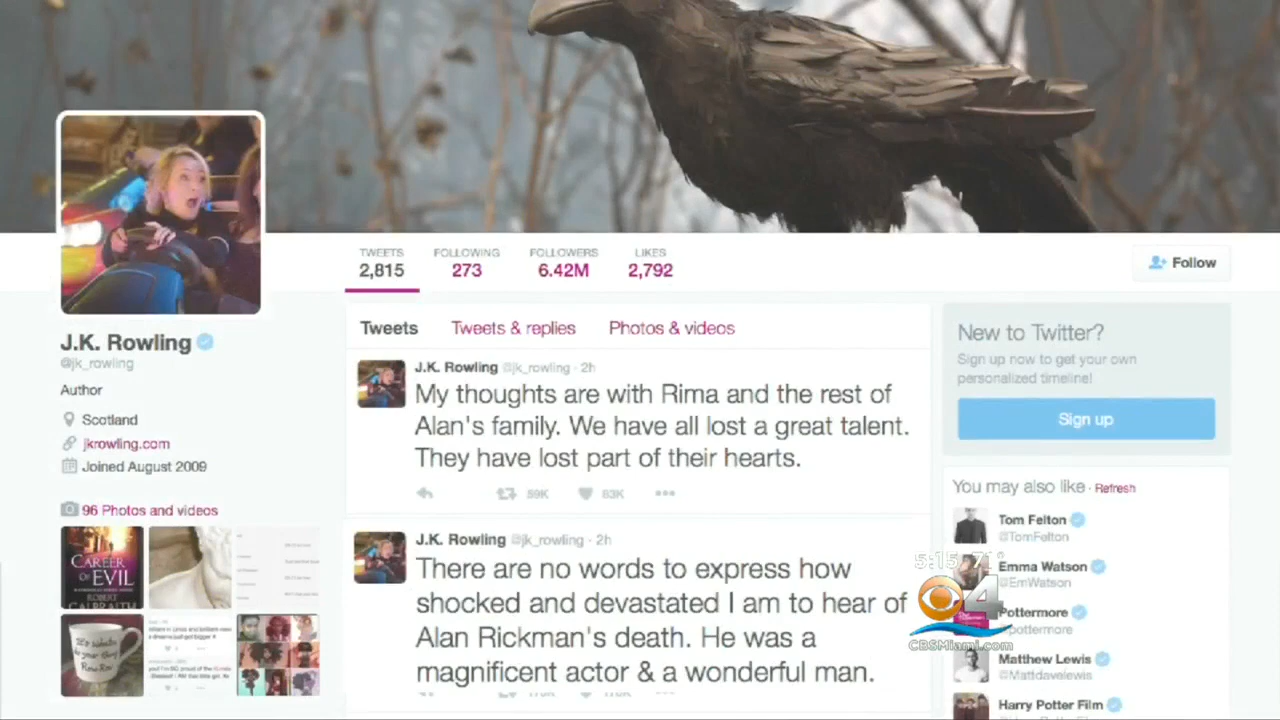 TWEETS FOLLOWING FOLLOWERS LIKES
2,815 273 6.42M 2,792
Follow
J.K. Rowling
@jk_rowling
Author
Scotland
jkrowling.com
Joined August 2009
96 Photos and videos
CAREER
OF EVIL
ROBERT
GALBRAITH
Tweets Tweets & replies Photos & videos
J.K. Rowling @jk_rowling · 2h
My thoughts are with Rima and the rest of
Alan's family. We have all lost a great talent.
They have lost part of their hearts.
59K 83K
J.K. Rowling @jk_rowling · 2h
There are no words to express how
shocked and devastated I am to hear of
Alan Rickman's death. He was a
magnificent actor & a wonderful man.
New to Twitter?
Sign up now to get your own
personalized timeline!
Sign up
You may also like · Refresh
Tom Felton
@TomFelton
Emma Watson
@EmWatson
Pottermore
@pottermore
Matthew Lewis
@Mattdavelewis
Harry Potter Film
5:15 71°
4
CBSMiami.com